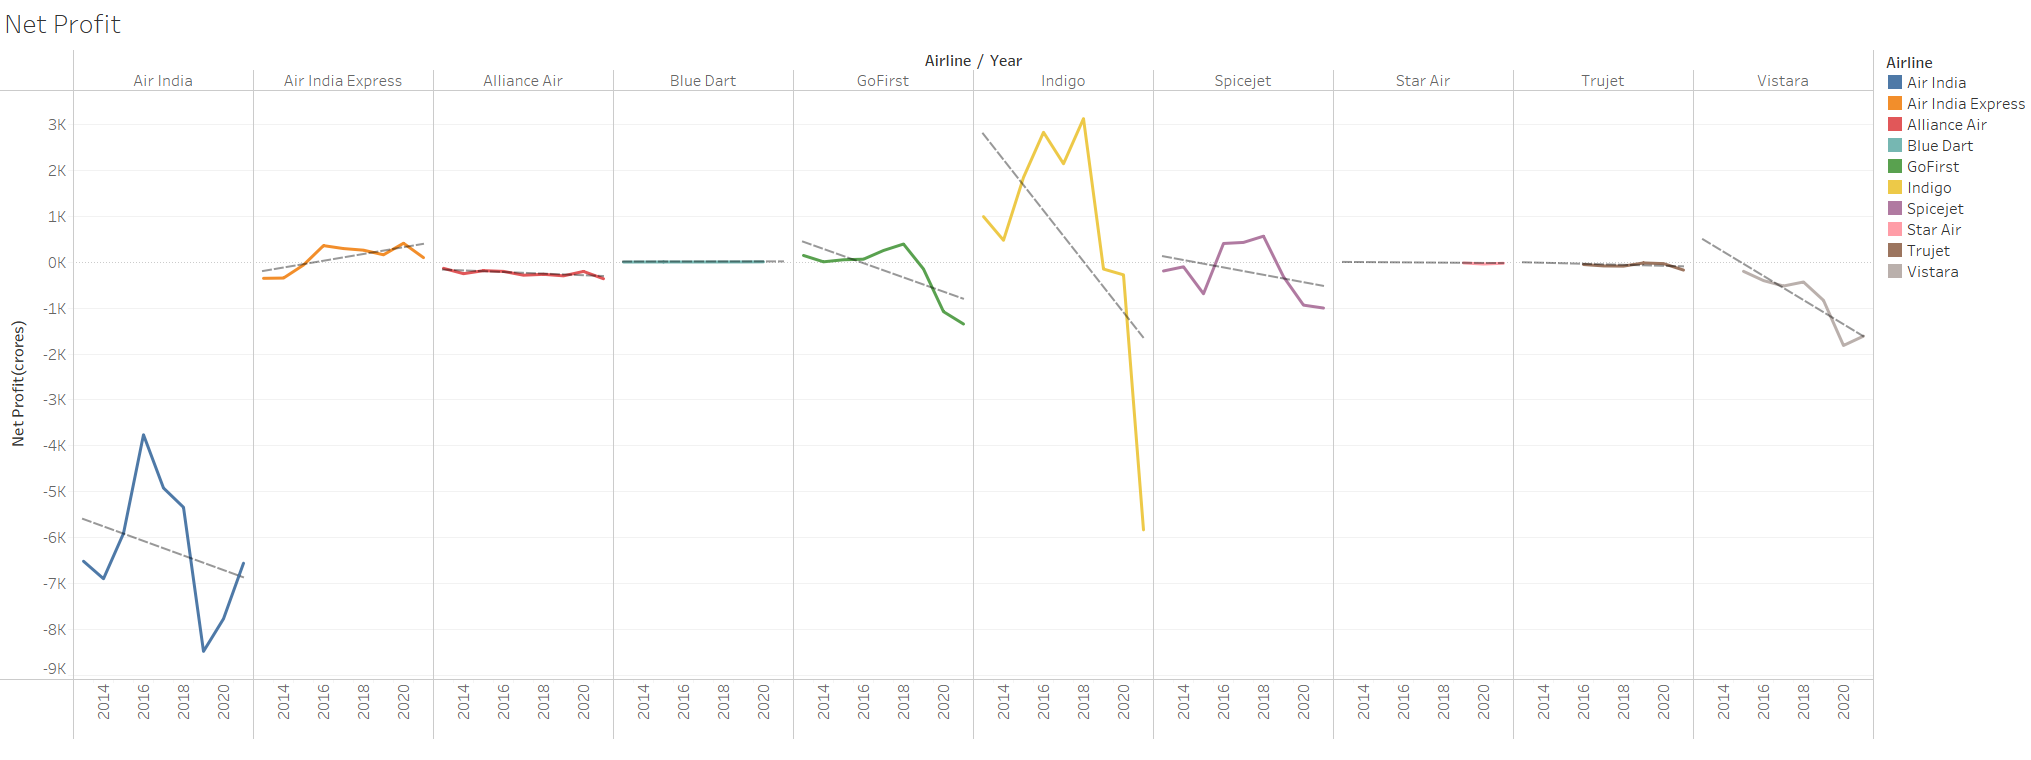 Net Profit
Airline / Year
Air India Air India Express Alliance Air Blue Dart GoFirst Indigo Spicejet Star Air Trujet Vistara
3K
2K
1K
0K
-1K
-2K
-3K
-4K
-5K
-6K
-7K
-8K
-9K
Net Profit(crores)
2014 2016 2018 2020 2014 2016 2018 2020 2014 2016 2018 2020 2014 2016 2018 2020 2014 2016 2018 2020 2014 2016 2018 2020 2014 2016 2018 2020 2014 2016 2018 2020 2014 2016 2018 2020 2014 2016 2018 2020
Airline
Air India
Air India Express
Alliance Air
Blue Dart
GoFirst
Indigo
Spicejet
Star Air
Trujet
Vistara